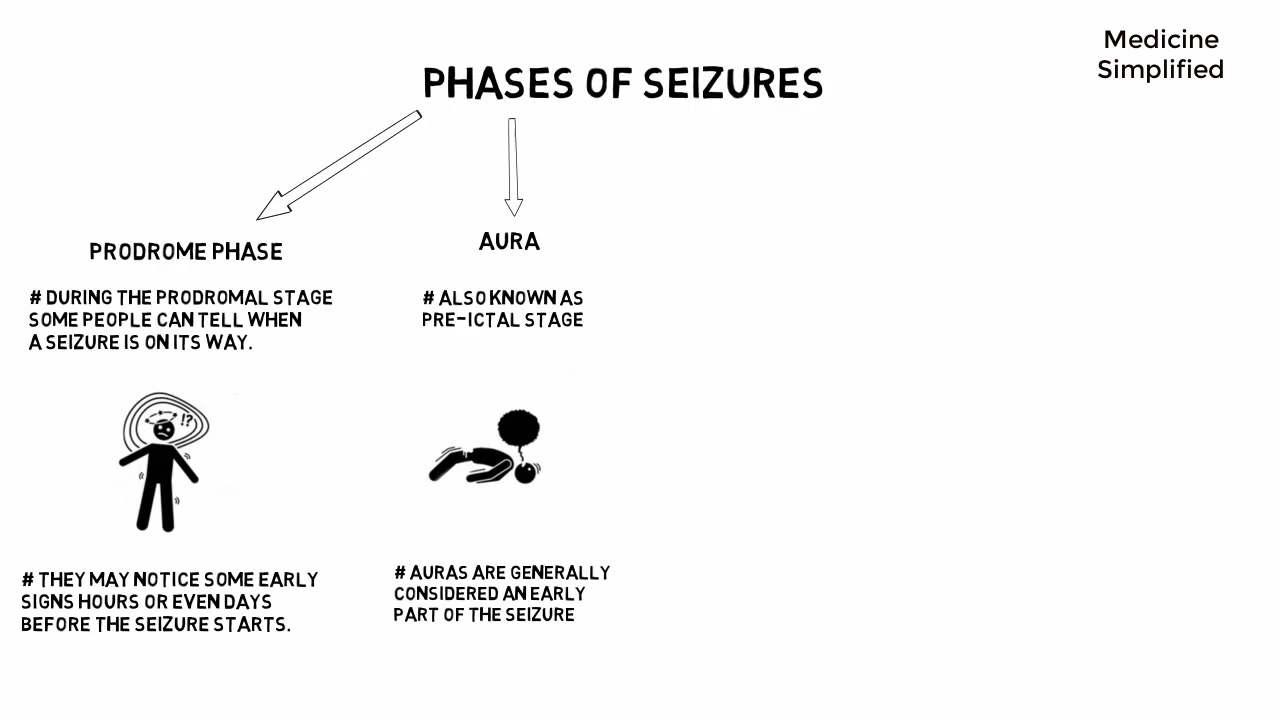 Medicine
Simplified
PHASES OF SEIZURES
PRODROME PHASE
# DURING THE PRODROMAL STAGE
SOME PEOPLE CAN TELL WHEN
A SEIZURE IS ON ITS WAY.
!?
# THEY MAY NOTICE SOME EARLY
SIGNS HOURS OR EVEN DAYS
BEFORE THE SEIZURE STARTS.
AURA
# ALSO KNOWN AS
PRE-ICTAL STAGE
# AURAS ARE GENERALLY
CONSIDERED AN EARLY
PART OF THE SEIZURE